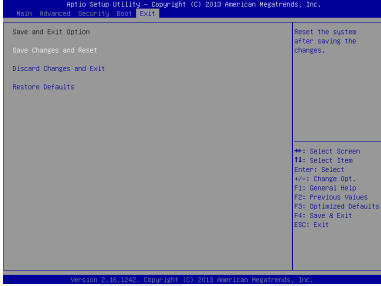 Aptio Setup Utility – Copyright (C) 2013 American Megatrends, Inc.
Main Advanced Security Boot Exit
Save and Exit Option
Save Changes and Reset
Discard Changes and Exit
Restore Defaults
Reset the system
after saving the
changes.
→←: Select Screen
↑↓: Select Item
Enter: Select
+/-: Change Opt.
F1: General Help
F2: Previous Values
F3: Optimized Defaults
F4: Save & Exit
ESC: Exit
Version 2.16.1242. Copyright (C) 2013 American Megatrends, Inc.